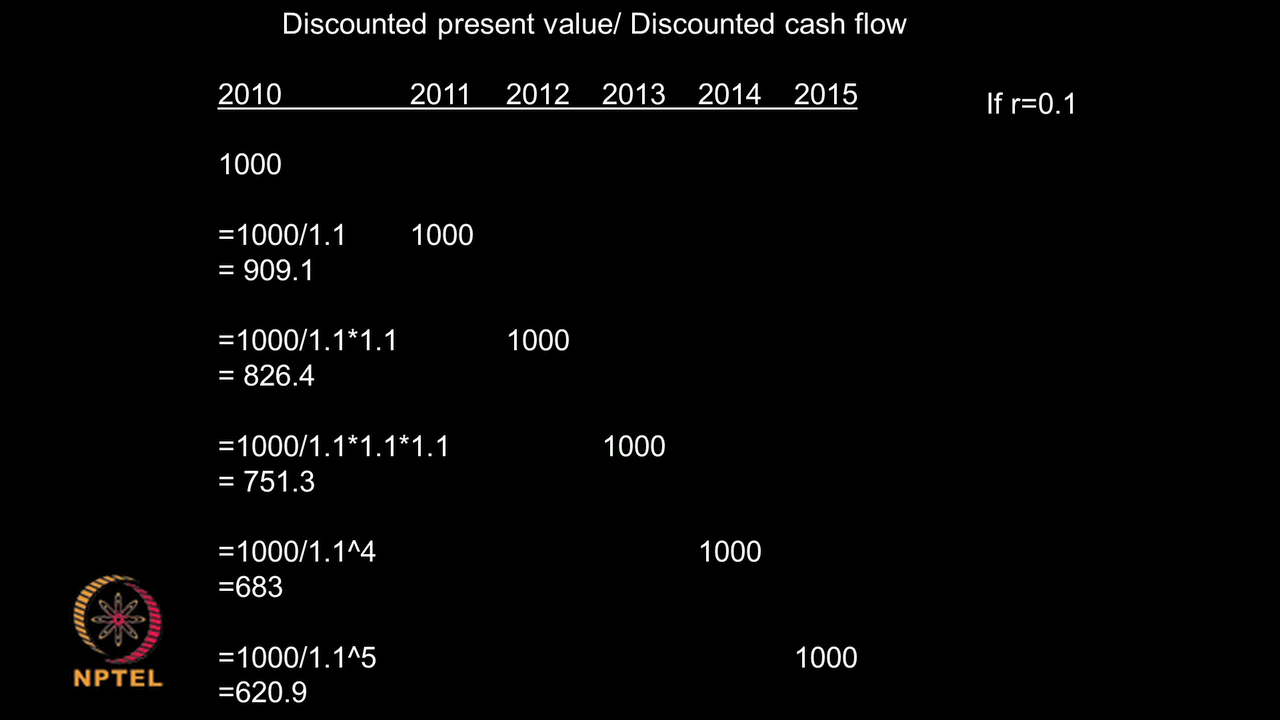 Discounted present value/ Discounted cash flow
2010 2011 2012 2013 2014 2015
If r=0.1
1000
=1000/1.1 1000
= 909.1
=1000/1.1*1.1 1000
= 826.4
=1000/1.1*1.1*1.1 1000
= 751.3
=1000/1.1^4 1000
=683
=1000/1.1^5 1000
=620.9
NPTEL